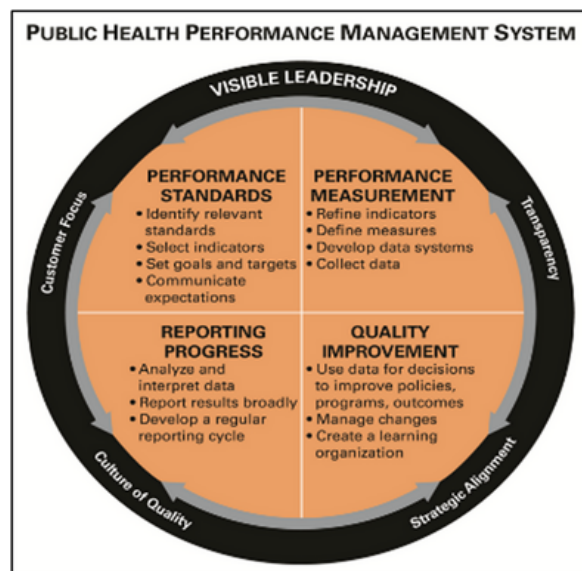 PUBLIC HEALTH PERFORMANCE MANAGEMENT SYSTEM
VISIBLE LEADERSHIP
Customer Focus
Transparency
PERFORMANCE
STANDARDS
• Identify relevant
standards
• Select indicators
• Set goals and targets
• Communicate
expectations
PERFORMANCE
MEASUREMENT
• Refine indicators
• Define measures
• Develop data systems
• Collect data
REPORTING
PROGRESS
• Analyze and
interpret data
• Report results broadly
• Develop a regular
reporting cycle
QUALITY
IMPROVEMENT
• Use data for decisions
to improve policies,
programs, outcomes
• Manage changes
• Create a learning
organization
Culture of Quality
Strategic Alignment